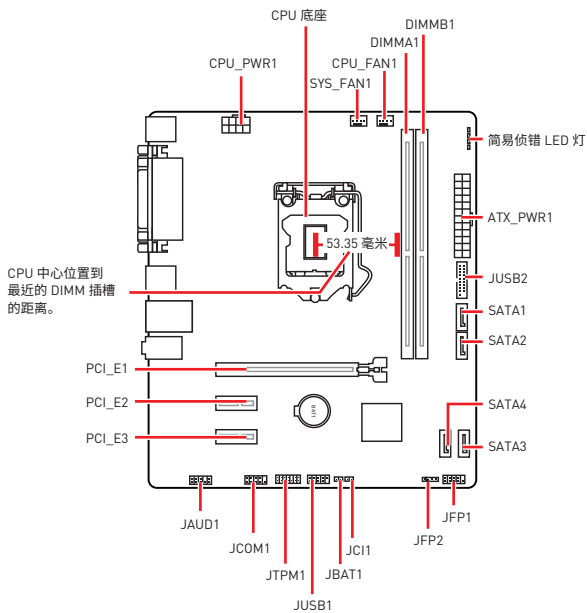 CPU 底座
DIMMB1
DIMMA1
CPU_PWR1
CPU_FAN1
SYS_FAN1
简易侦错 LED 灯
ATX_PWR1
53.35 毫米
CPU 中心位置到
最近的 DIMM 插槽
的距离。
JUSB2
SATA1
SATA2
PCI_E1
PCI_E2
BAT1
SATA4
PCI_E3
SATA3
JAUD1
JCOM1
JTPM1
JUSB1
JBAT1
JCI1
JFP2
JFP1